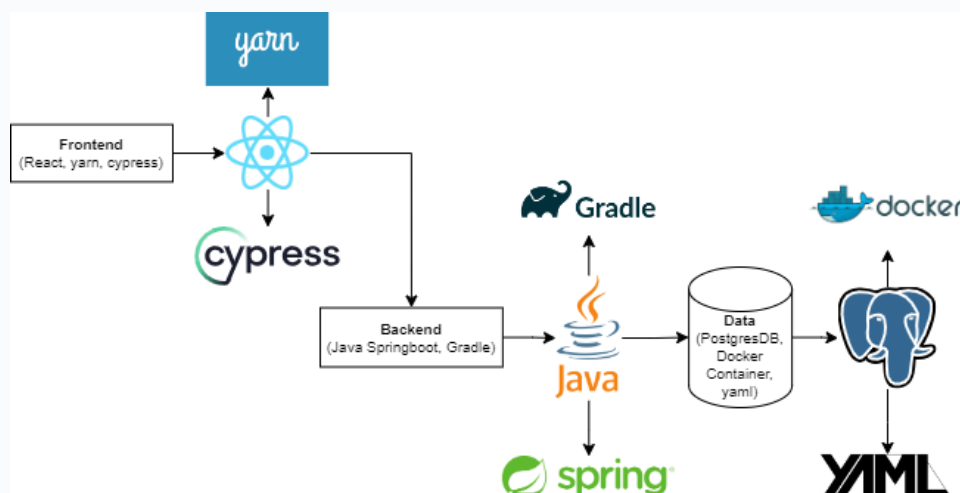 yarn
Frontend
(React, yarn, cypress)
cypress
Gradle
docker
Backend
(Java Springboot, Gradle)
Java
Data
(PostgresDB,
Docker
Container,
yaml)
spring
YAML